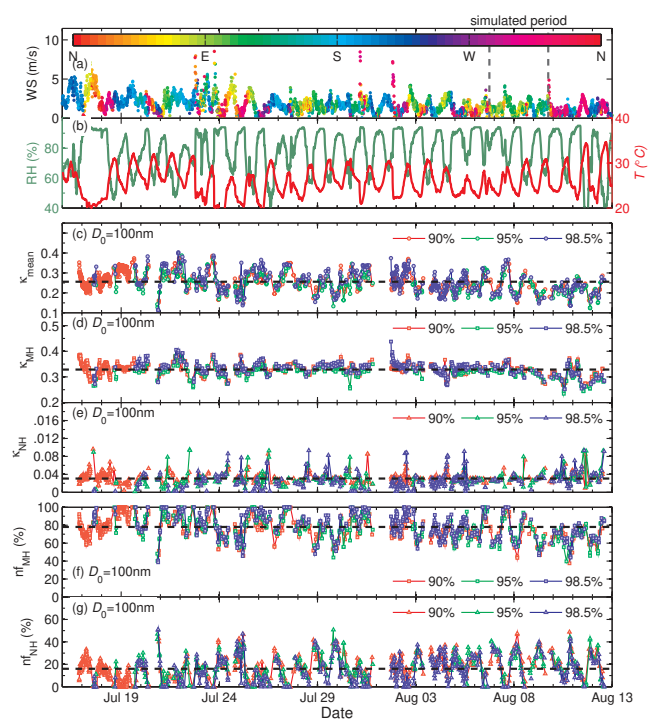 simulated period
N E S W N
10
5
0
WS (m/s)
(a)
(b)
80
60
40
RH (%)
40
30
20
T (°C)
(c) D0=100nm
90% 95% 98.5%
0.4
0.3
0.2
0.1
κmean
(d) D0=100nm
90% 95% 98.5%
0.5
0.4
0.3
0.2
κMH
(e) D0=100nm
90% 95% 98.5%
.016
.012
0.08
0.04
0
κNH
100
80
60
40
20
0
nfMH (%)
(f) D0=100nm
90% 95% 98.5%
(g) D0=100nm
90% 95% 98.5%
60
40
20
0
nfNH (%)
Jul 19 Jul 24 Jul 29 Aug 03 Aug 08 Aug 13
Date